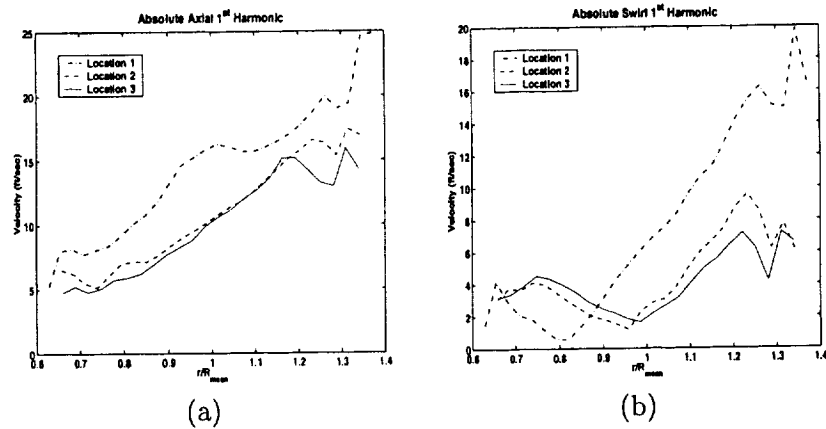 Absolute Axial 1st Harmonic
25
20
15
10
5
0
Velocity (ft/sec)
Location 1
Location 2
Location 3
0.6 0.7 0.8 0.9 1 1.1 1.2 1.3 1.4
r/Rmean
(a)
Absolute Swirl 1st Harmonic
20
18
16
14
12
10
8
6
4
2
0
Velocity (ft/sec)
Location 1
Location 2
Location 3
0.6 0.7 0.8 0.9 1 1.1 1.2 1.3 1.4
r/Rmean
(b)